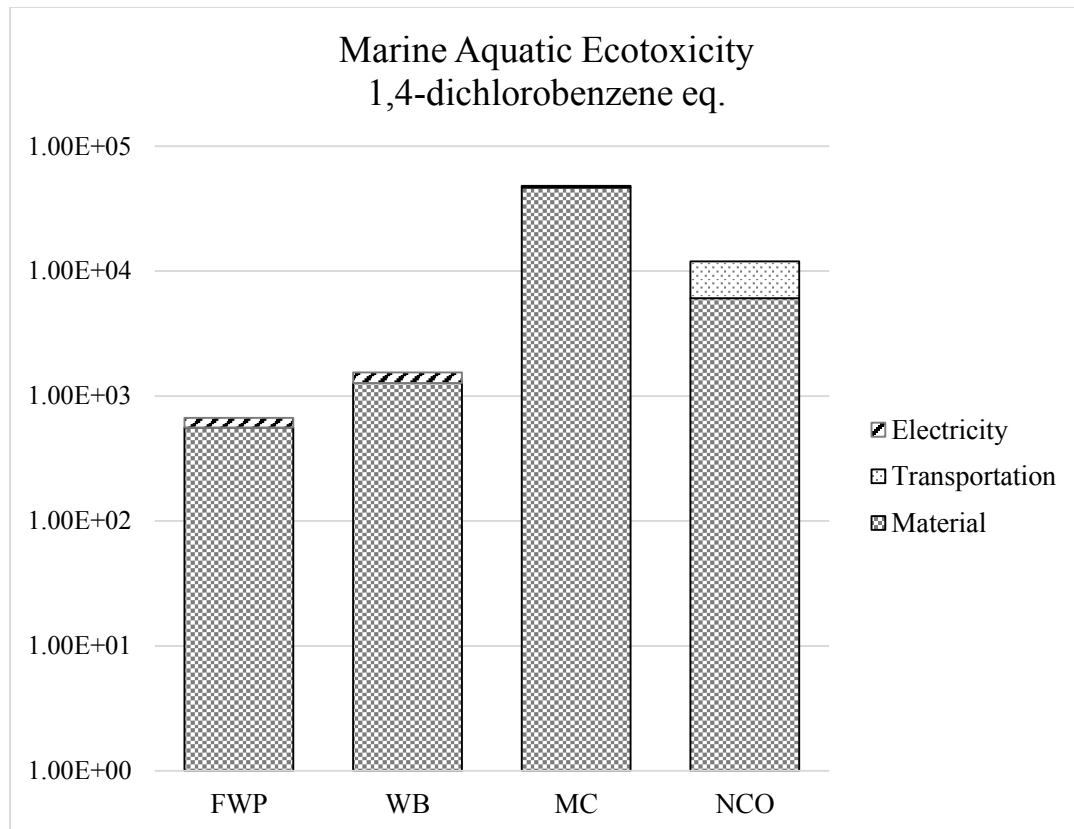 Marine Aquatic Ecotoxicity
1,4-dichlorobenzene eq.
1.00E+05
1.00E+04
1.00E+03
1.00E+02
1.00E+01
1.00E+00
FWP WB MC NCO
Electricity
Transportation
Material